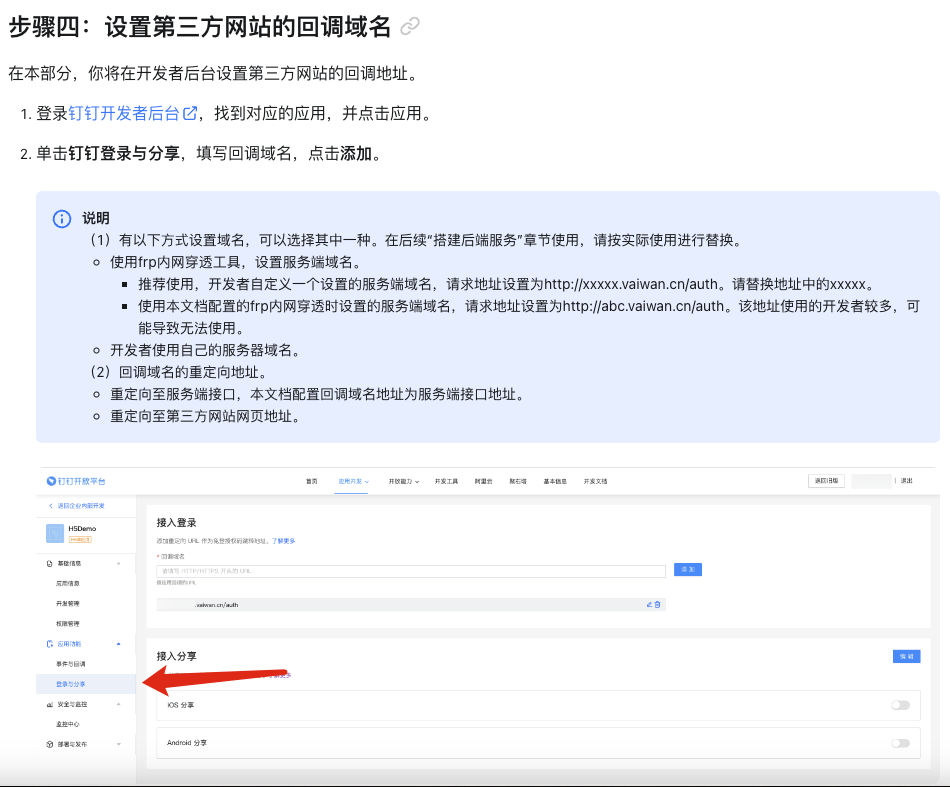 步骤四：设置第三方网站的回调域名
在本部分，你将在开发者后台设置第三方网站的回调地址。
1. 登录钉钉开发者后台，找到对应的应用，并点击应用。
2. 单击钉钉登录与分享，填写回调域名，点击添加。
说明
（1）有以下方式设置域名，可以选择其中一种。在后续“搭建后端服务”章节使用，请按实际使用进行替换。
使用frp内网穿透工具，设置服务端域名。
推荐使用，开发者自定义一个设置的服务端域名，请求地址设置为http://xxxxx.vaiwan.cn/auth。请替换地址中的xxxxx。
使用本文档配置的frp内网穿透时设置的服务端域名，请求地址设置为http://abc.vaiwan.cn/auth。该地址使用的开发者较多，可
能导致无法使用。
开发者使用自己的服务器域名。
（2）回调域名的重定向地址。
重定向至服务端接口，本文档配置回调域名地址为服务端接口地址。
重定向至第三方网站网页地址。
钉钉开放平台 首页 应用开发 开放能力 开发工具 阿里云 聚石塔 基本信息 开发文档 返回旧版 | 退出
返回企业内部开发
H5Demo
基础信息
应用信息
开发管理
权限管理
应用功能
事件与回调
登录与分享
安全与监控
监控中心
部署与发布
接入登录
添加重定向 URL 作为免登授权码跳转地址。了解更多
* 回调域名
请填写 HTTP/HTTPS 开头的 URL 添加
.vaiwan.cn/auth
接入分享 编辑
了解更多
iOS 分享
Android 分享